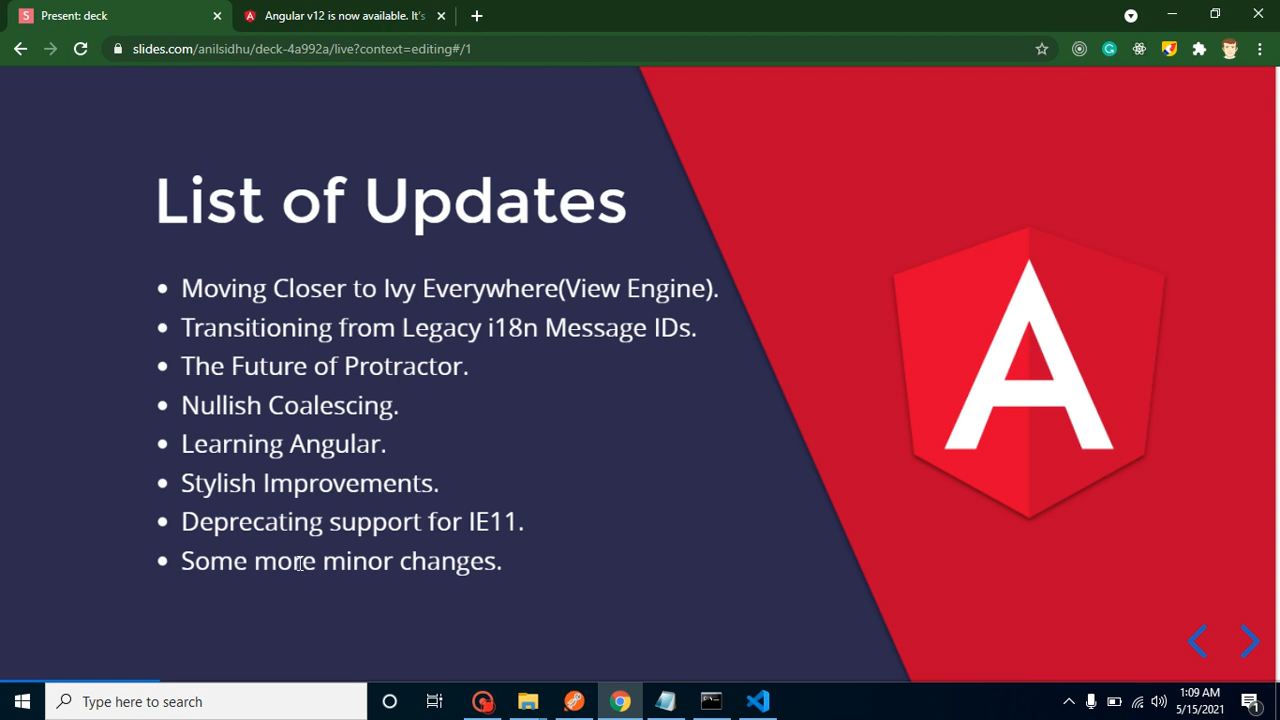 Present: deck
Angular v12 is now available. It's
slides.com/anilsidhu/deck-4a992a/live?context=editing#/1
List of Updates
• Moving Closer to Ivy Everywhere(View Engine).
• Transitioning from Legacy i18n Message IDs.
• The Future of Protractor.
• Nullish Coalescing.
• Learning Angular.
• Stylish Improvements.
• Deprecating support for IE11.
• Some more minor changes.
A
Type here to search
1:09 AM
5/15/2021
1